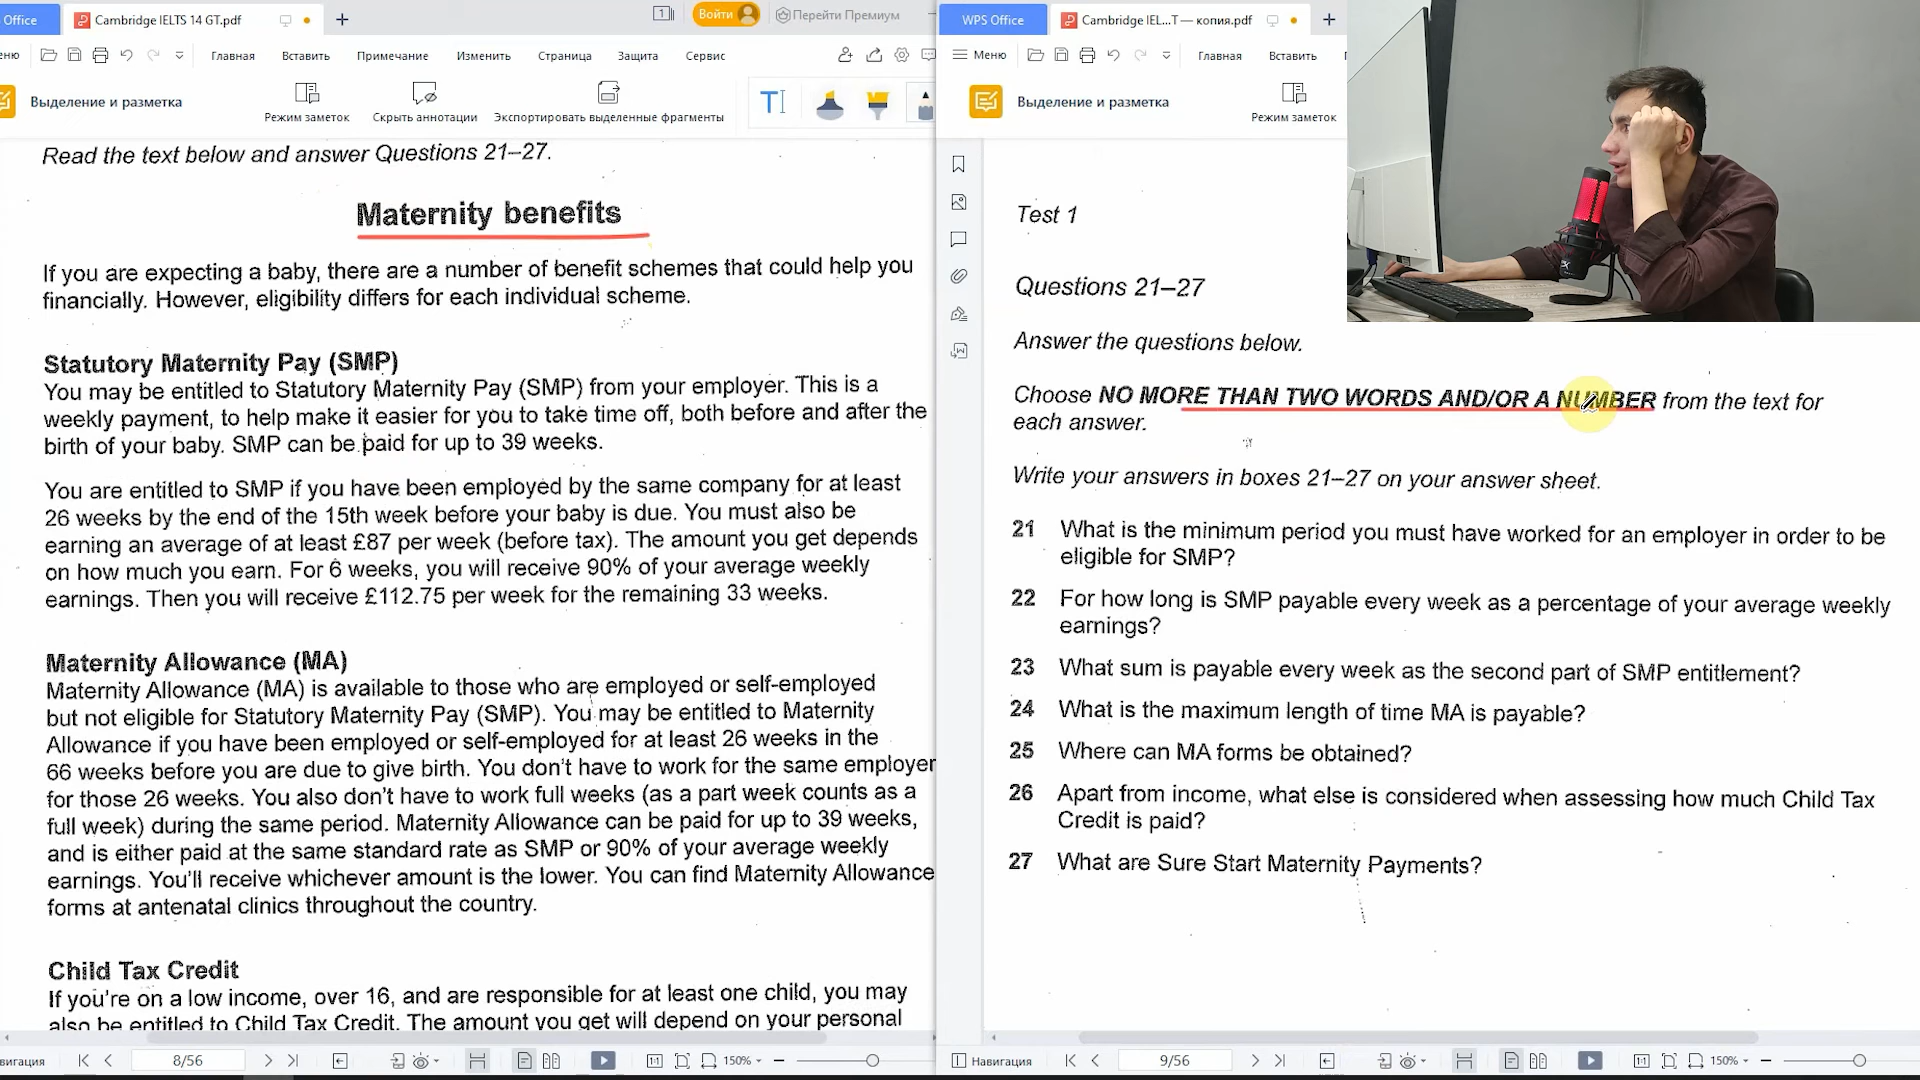 Office
Cambridge IELTS 14 GT.pdf
1
Войти
Перейти Премиум
ню
Главная
Вставить
Примечание
Изменить
Страница
Защита
Сервис
Выделение и разметка
Режим заметок
Скрыть аннотации
Экспортировать выделенные фрагменты
Read the text below and answer Questions 21–27.
Maternity benefits
If you are expecting a baby, there are a number of benefit schemes that could help you
financially. However, eligibility differs for each individual scheme.
Statutory Maternity Pay (SMP)
You may be entitled to Statutory Maternity Pay (SMP) from your employer. This is a
weekly payment, to help make it easier for you to take time off, both before and after the
birth of your baby. SMP can be paid for up to 39 weeks.
You are entitled to SMP if you have been employed by the same company for at least
26 weeks by the end of the 15th week before your baby is due. You must also be
earning an average of at least £87 per week (before tax). The amount you get depends
on how much you earn. For 6 weeks, you will receive 90% of your average weekly
earnings. Then you will receive £112.75 per week for the remaining 33 weeks.
Maternity Allowance (MA)
Maternity Allowance (MA) is available to those who are employed or self-employed
but not eligible for Statutory Maternity Pay (SMP). You may be entitled to Maternity
Allowance if you have been employed or self-employed for at least 26 weeks in the
66 weeks before you are due to give birth. You don't have to work for the same employer
for those 26 weeks. You also don't have to work full weeks (as a part week counts as a
full week) during the same period. Maternity Allowance can be paid for up to 39 weeks,
and is either paid at the same standard rate as SMP or 90% of your average weekly
earnings. You'll receive whichever amount is the lower. You can find Maternity Allowance
forms at antenatal clinics throughout the country.
Child Tax Credit
If you're on a low income, over 16, and are responsible for at least one child, you may
also be entitled to Child Tax Credit. The amount you get will depend on your personal
вигация
8/56
150%
WPS Office
Cambridge IEL...T — копия.pdf
Меню
Главная
Вставить
Выделение и разметка
Режим заметок
Test 1
Questions 21–27
Answer the questions below.
Choose NO MORE THAN TWO WORDS AND/OR A NUMBER from the text for
each answer.
Write your answers in boxes 21–27 on your answer sheet.
21 What is the minimum period you must have worked for an employer in order to be
eligible for SMP?
22 For how long is SMP payable every week as a percentage of your average weekly
earnings?
23 What sum is payable every week as the second part of SMP entitlement?
24 What is the maximum length of time MA is payable?
25 Where can MA forms be obtained?
26 Apart from income, what else is considered when assessing how much Child Tax
Credit is paid?
27 What are Sure Start Maternity Payments?
Навигация
9/56
150%